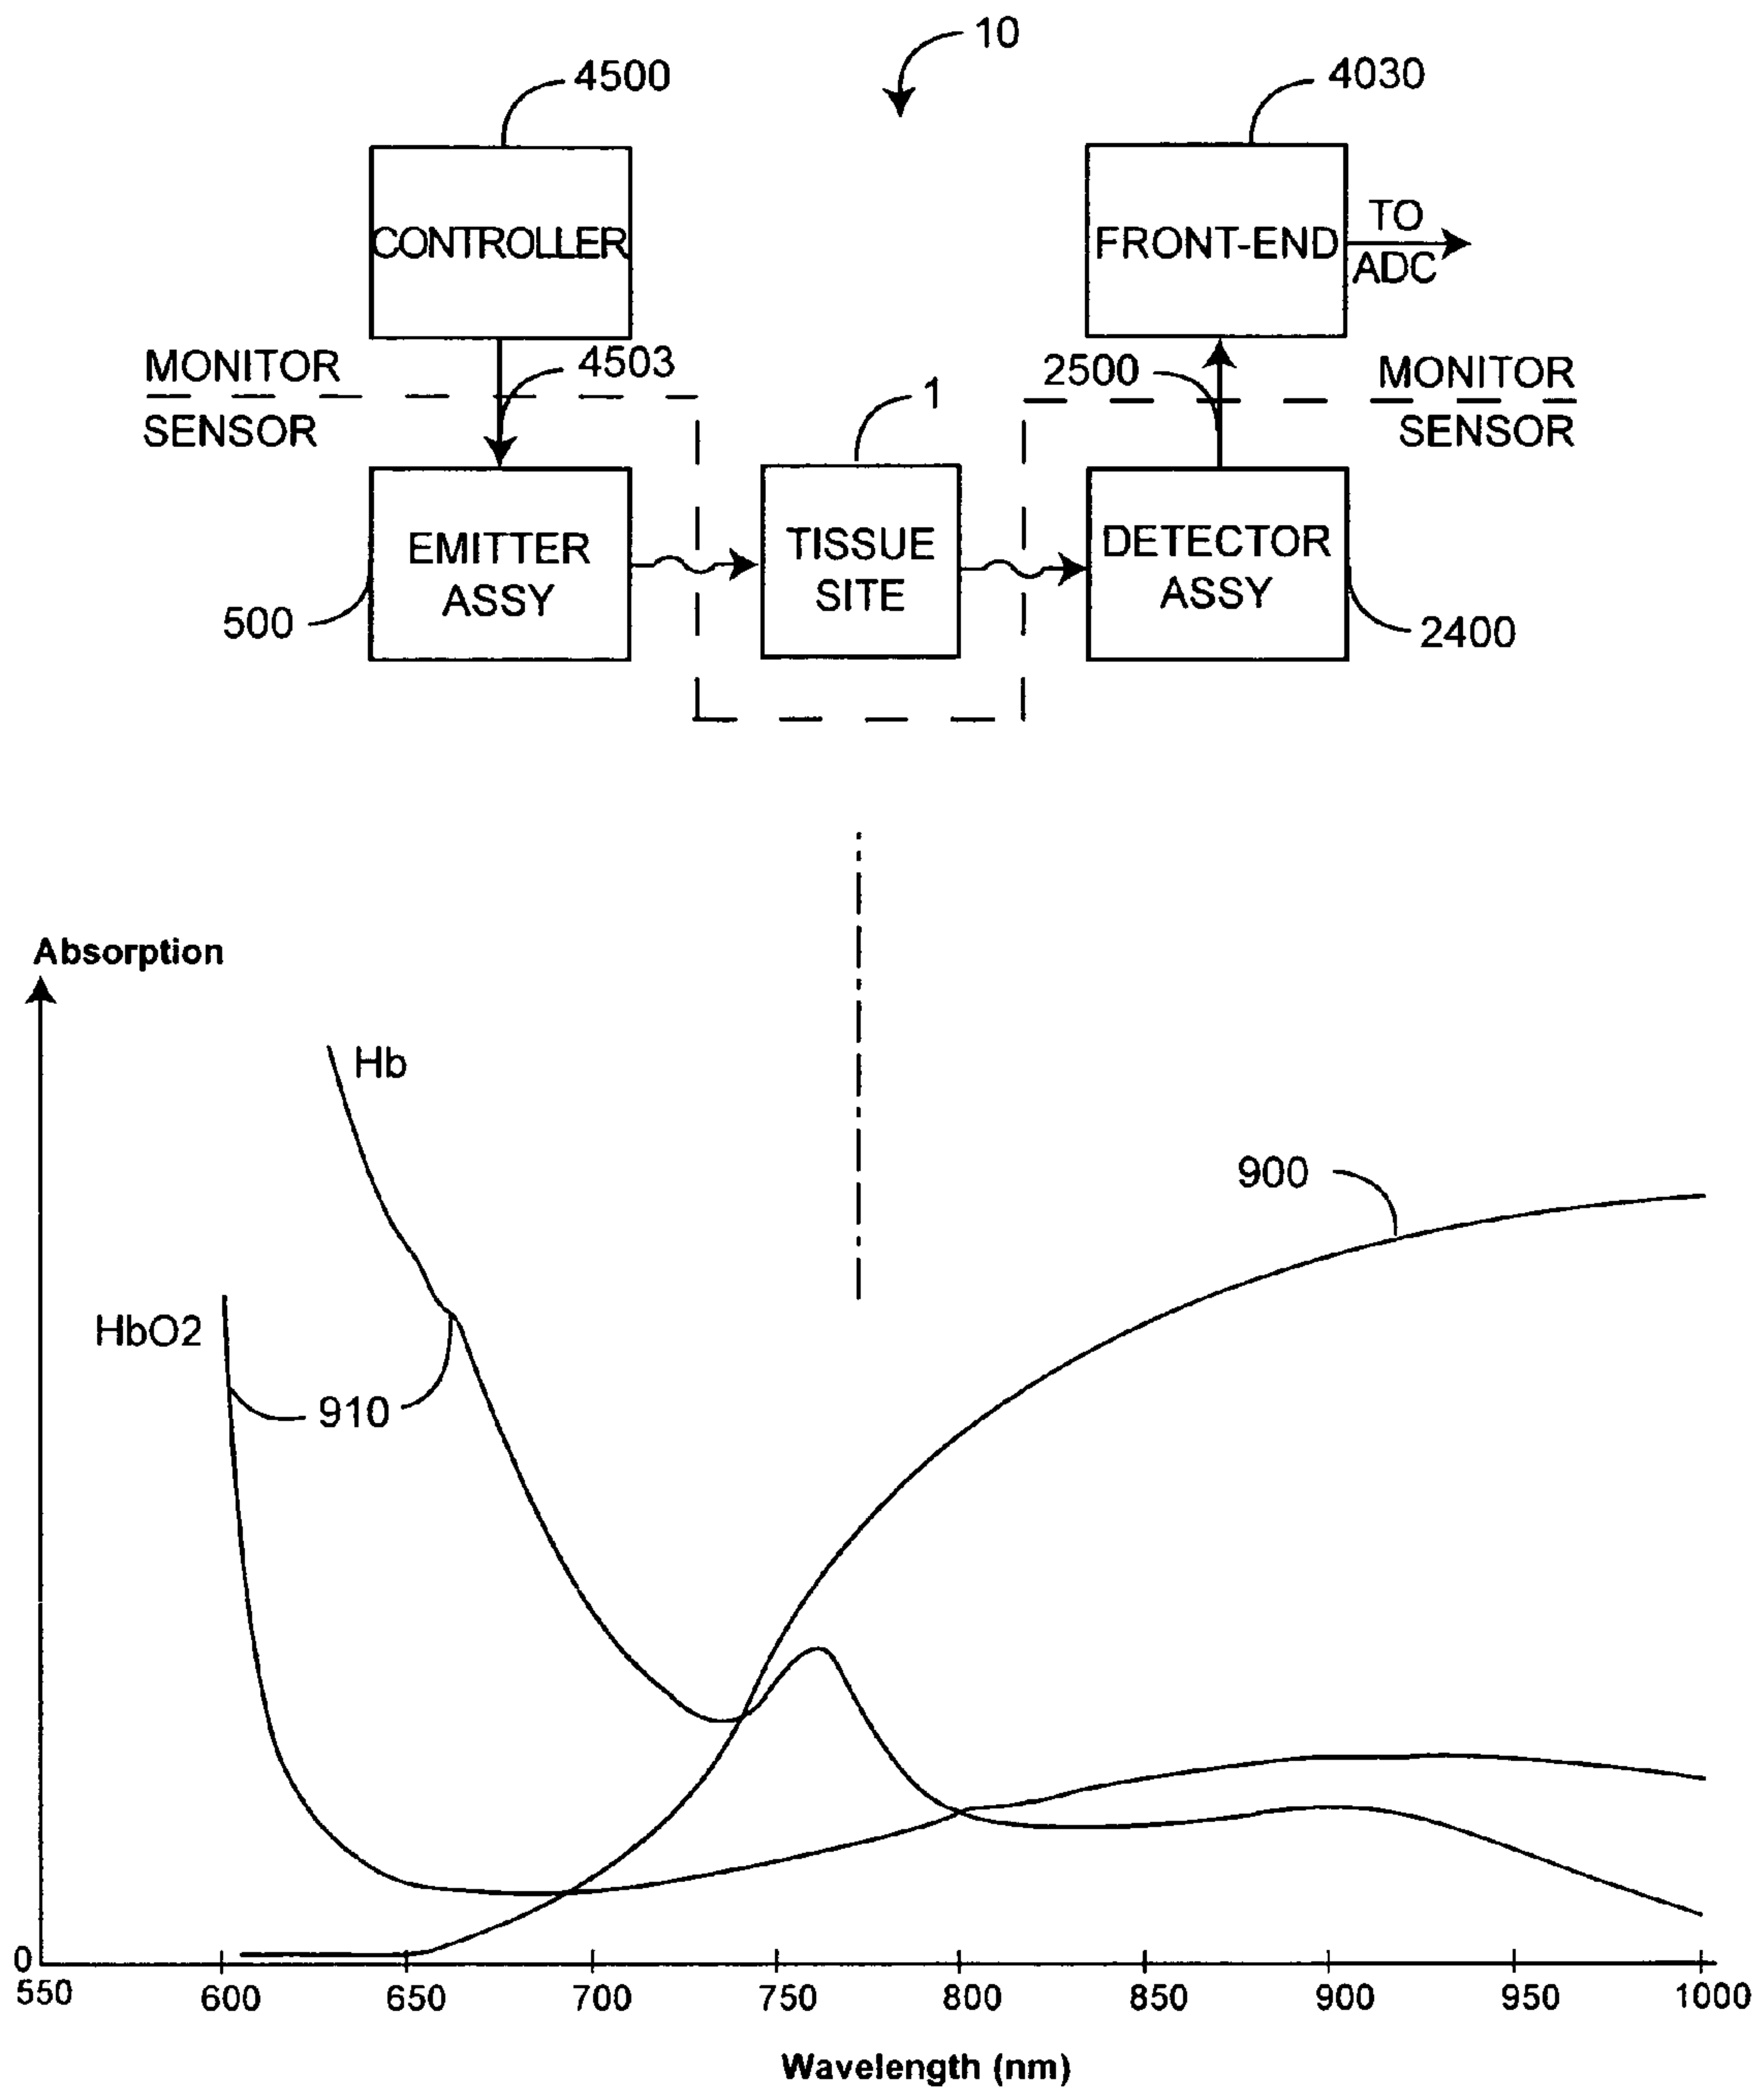 10
4500
4030
CONTROLLER
FRONT-END
TO
ADC
MONITOR
SENSOR
4503
1
2500
MONITOR
SENSOR
EMITTER
ASSY
TISSUE
SITE
DETECTOR
ASSY
500
2400
Absorption
Hb
900
HbO2
910
0
550 600 650 700 750 800 850 900 950 1000
Wavelength (nm)